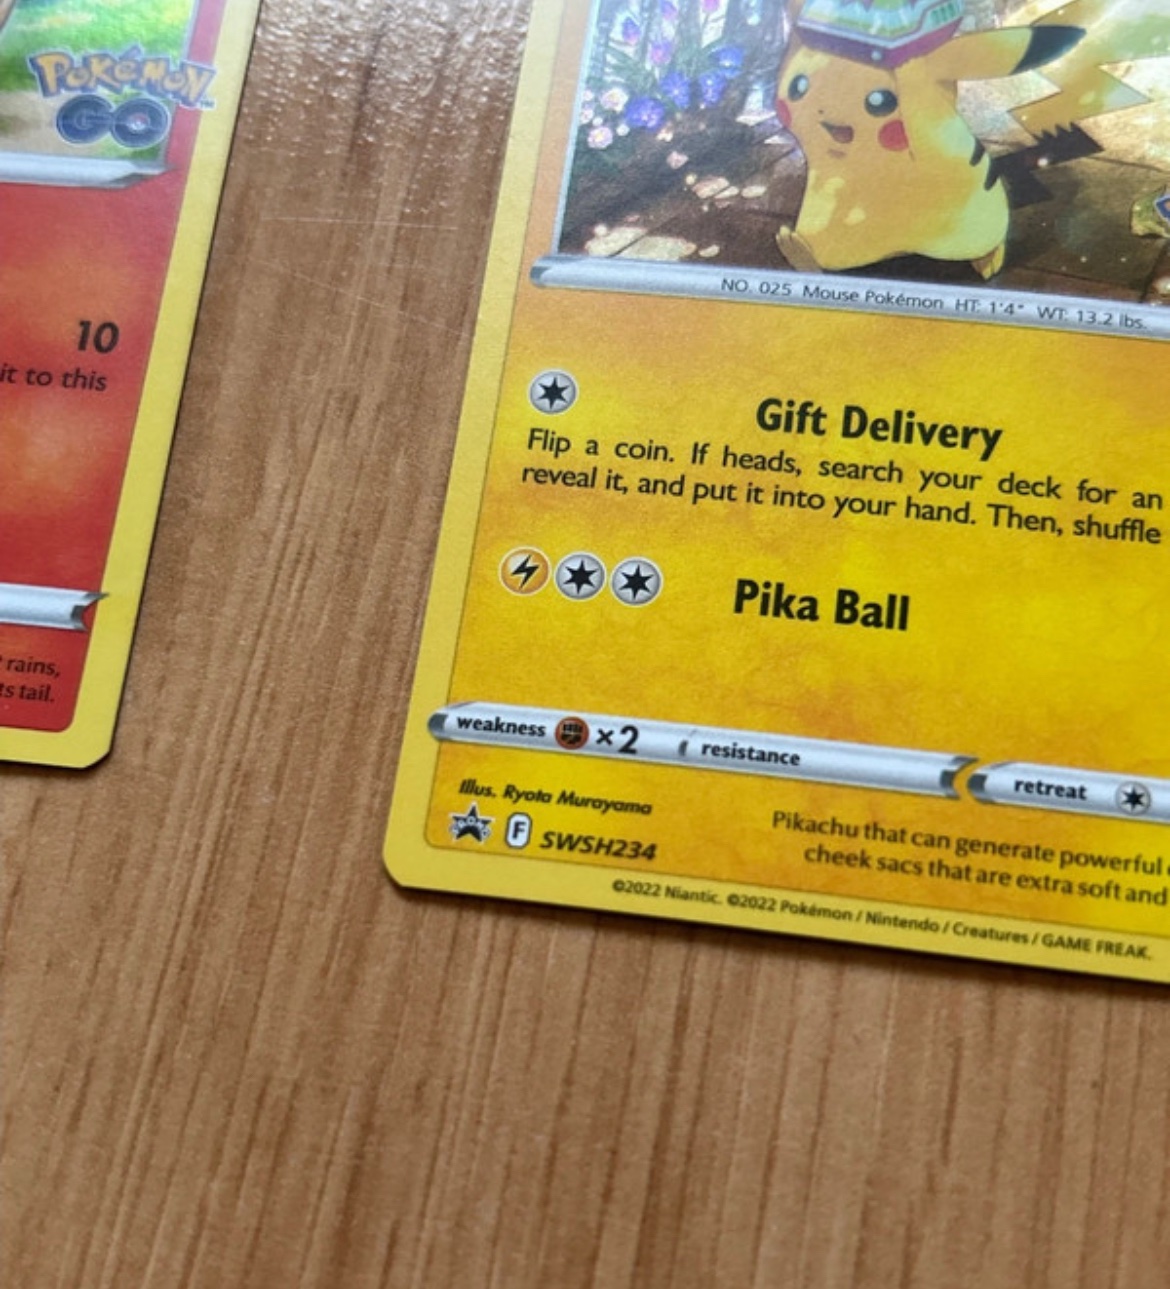 POKéMON
GO
10
it to this
rains,
ts tail.
NO. 025 Mouse Pokémon HT: 1'4" WT: 13.2 lbs.
Gift Delivery
Flip a coin. If heads, search your deck for an
reveal it, and put it into your hand. Then, shuffle
Pika Ball
weakness ×2 resistance retreat
Illus. Ryota Murayama
F SWSH234
Pikachu that can generate powerful
cheek sacs that are extra soft and
©2022 Niantic. ©2022 Pokémon / Nintendo / Creatures / GAME FREAK.